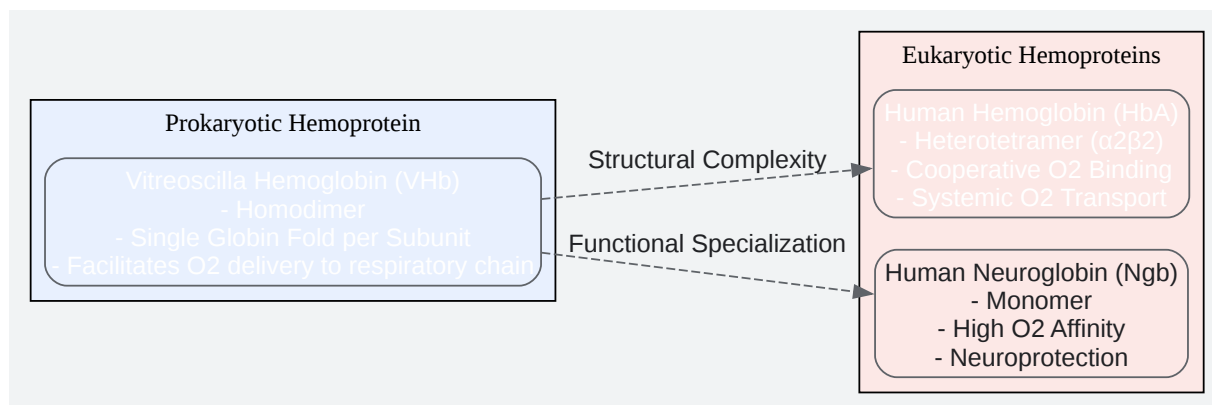 Prokaryotic Hemoprotein
Vitreoscilla Hemoglobin (VHb)
- Homodimer
- Single Globin Fold per Subunit
- Facilitates O2 delivery to respiratory chain
Structural Complexity
Functional Specialization
Eukaryotic Hemoproteins
Human Hemoglobin (HbA)
- Heterotetramer (α2β2)
- Cooperative O2 Binding
- Systemic O2 Transport
Human Neuroglobin (Ngb)
- Monomer
- High O2 Affinity
- Neuroprotection